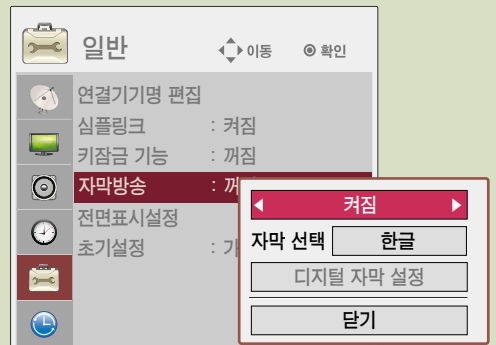 일반 이동 확인
연결기기명 편집
심플링크 : 켜짐
키잠금 기능 : 꺼짐
자막방송 :
전면표시설정
초기설정 :
켜짐
자막 선택 한글
디지털 자막 설정
닫기